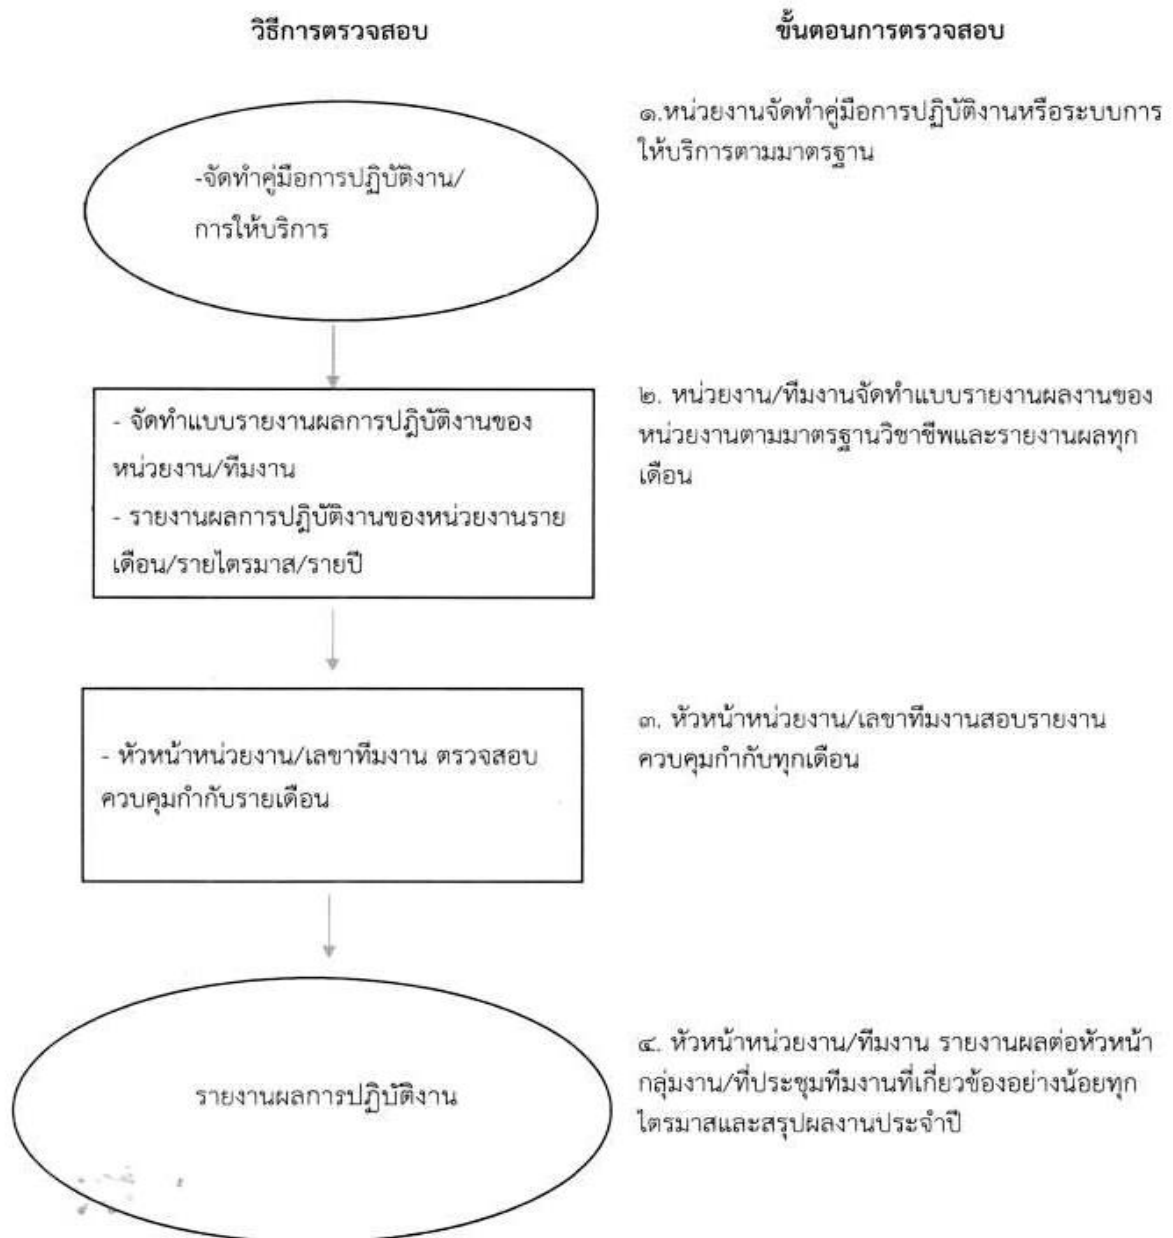 วิธีการตรวจสอบ
ขั้นตอนการตรวจสอบ
-จัดทำคู่มือการปฏิบัติงาน/
การให้บริการ
๑.หน่วยงานจัดทำคู่มือการปฏิบัติงานหรือระบบการ
ให้บริการตามมาตรฐาน
- จัดทำแบบรายงานผลการปฏิบัติงานของ
หน่วยงาน/ทีมงาน
- รายงานผลการปฏิบัติงานของหน่วยงานราย
เดือน/รายไตรมาส/รายปี
๒. หน่วยงาน/ทีมงานจัดทำแบบรายงานผลงานของ
หน่วยงานตามมาตรฐานวิชาชีพและรายงานผลทุก
เดือน
- หัวหน้าหน่วยงาน/เลขาทีมงาน ตรวจสอบ
ควบคุมกำกับรายเดือน
๓. หัวหน้าหน่วยงาน/เลขาทีมงานสอบรายงาน
ควบคุมกำกับทุกเดือน
รายงานผลการปฏิบัติงาน
๔. หัวหน้าหน่วยงาน/ทีมงาน รายงานผลต่อหัวหน้า
กลุ่มงาน/ที่ประชุมทีมงานที่เกี่ยวข้องอย่างน้อยทุก
ไตรมาสและสรุปผลงานประจำปี